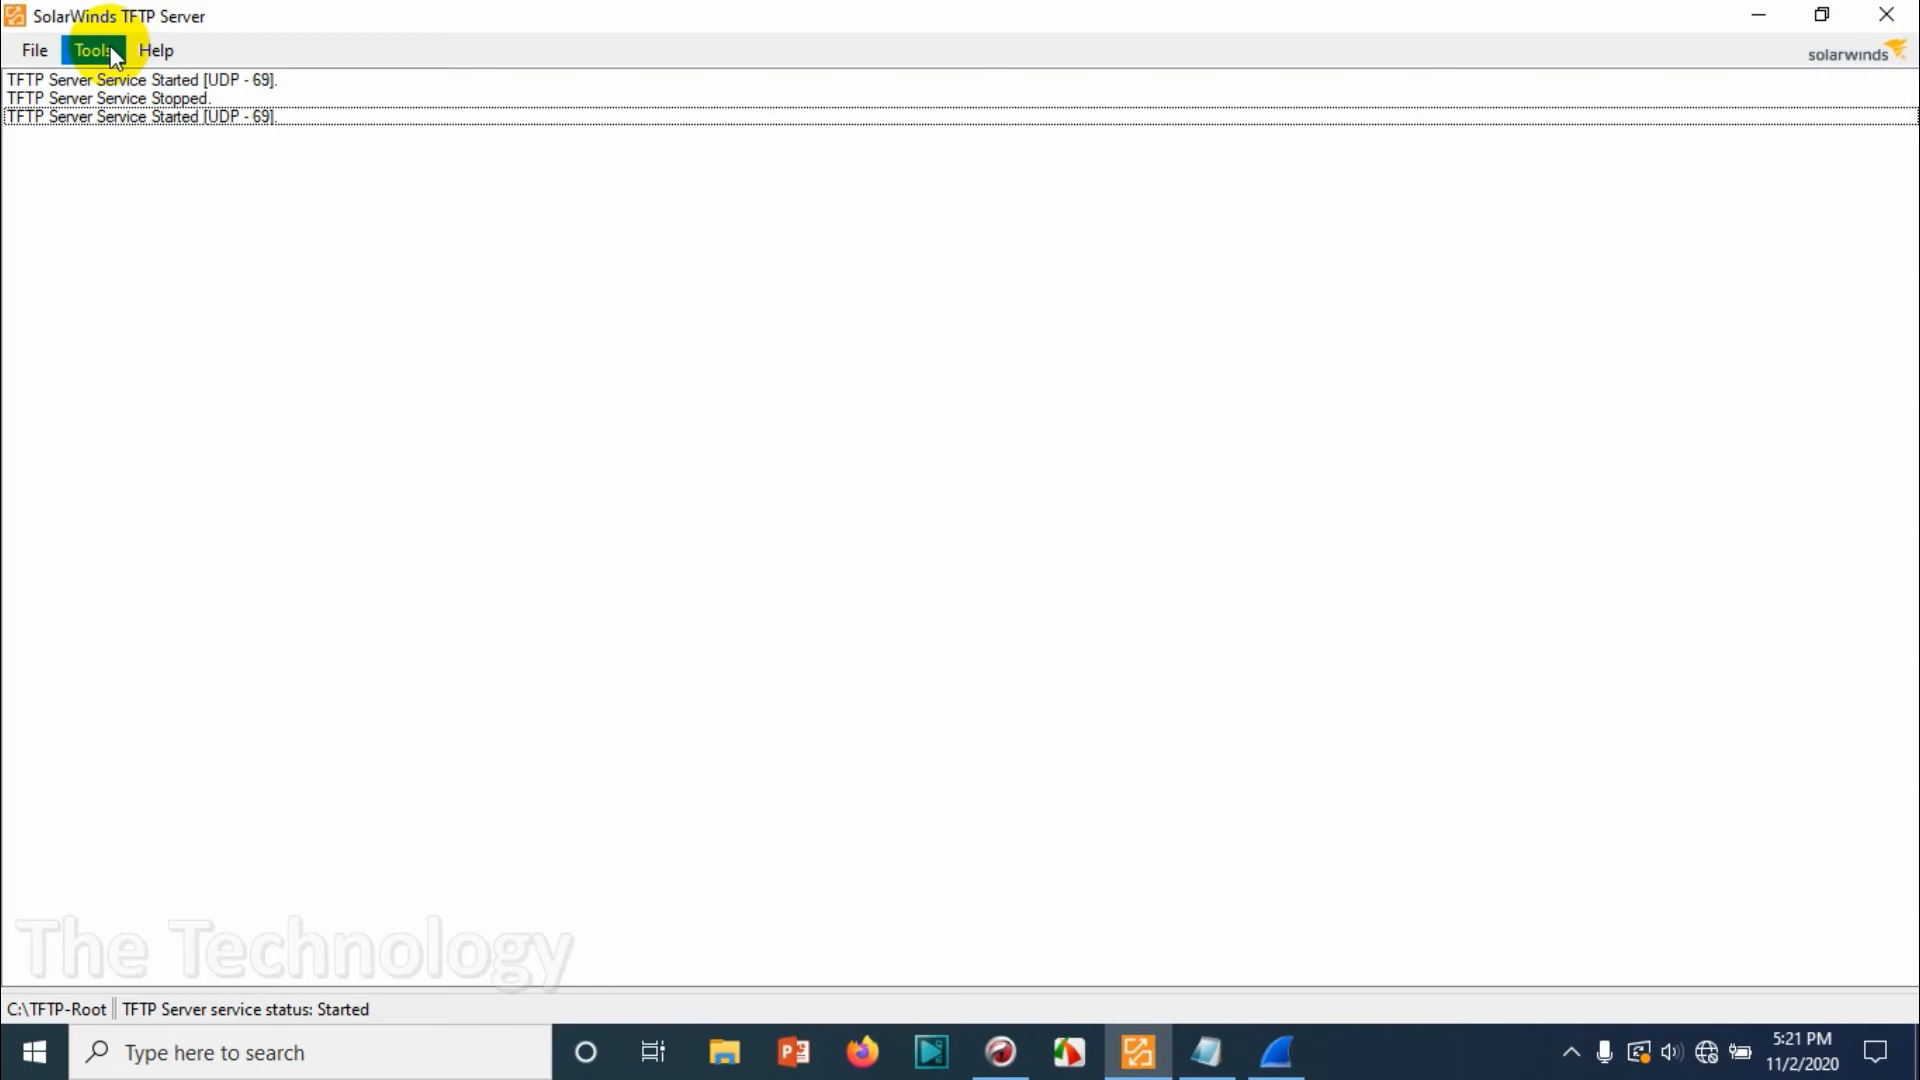 SolarWinds TFTP Server
File Tools Help
solarwinds
TFTP Server Service Started [UDP - 69].
TFTP Server Service Stopped.
TFTP Server Service Started [UDP - 69].
The Technology
C:\TFTP-Root TFTP Server service status: Started
Type here to search
5:21 PM
11/2/2020